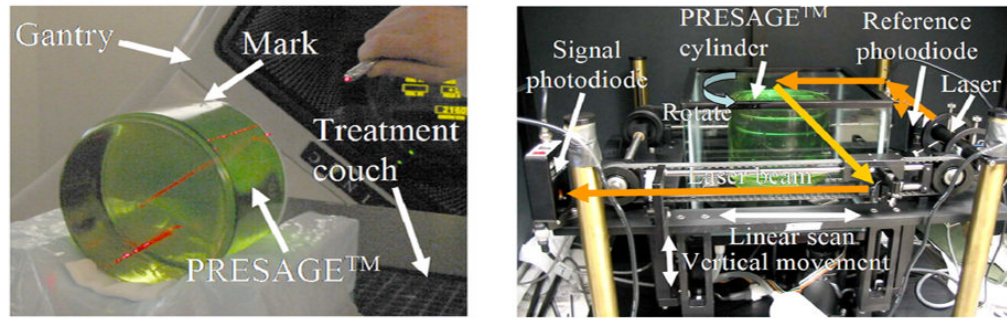 Gantry
Mark
Treatment
couch
PRESAGE™
Signal
photodiode
PRESAGE™
cylinder
Reference
photodiode
Laser
Rotate
Laser beam
Linear scan
Vertical movement